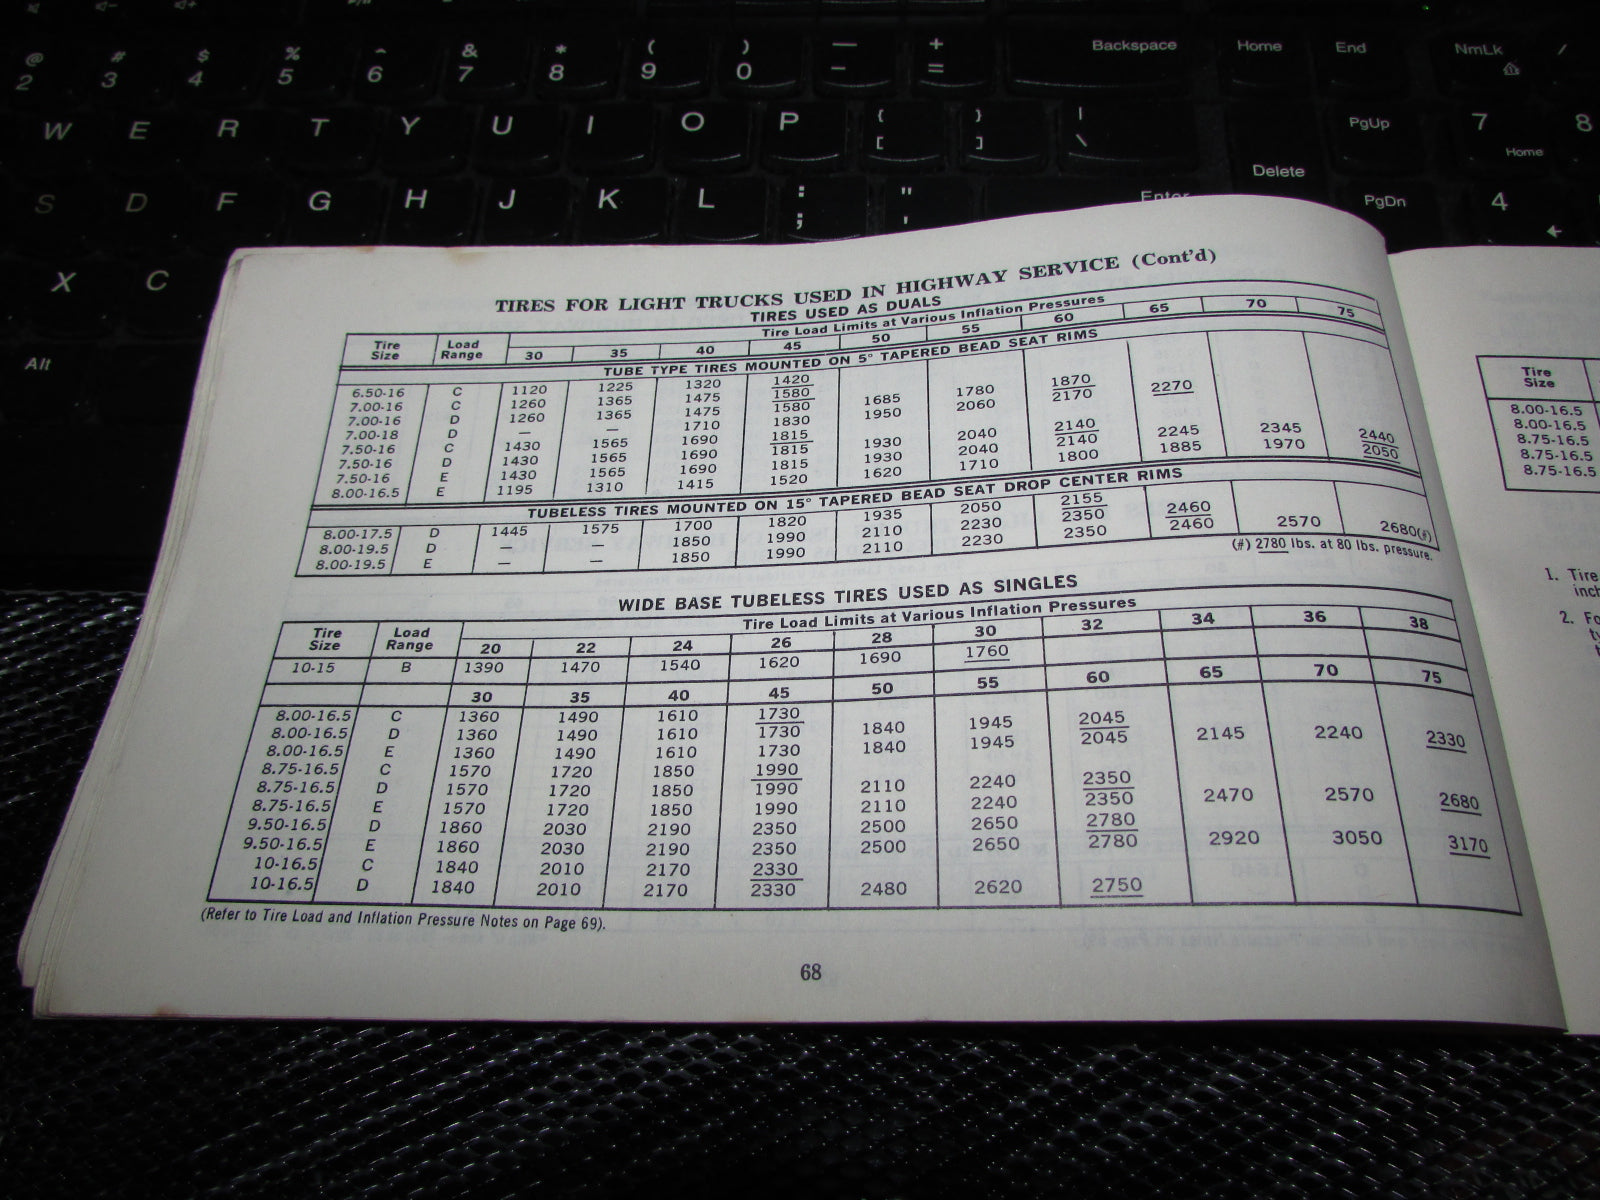 @ # $ % ^ & * ( ) — + Backspace Home End NmLk /
2 3 4 5 6 7 8 9 0 - =
W E R T Y U I O P { [ } ] | \ Delete PgUp 7 Home 8
S D F G H J K L : ; " ' Enter PgDn 4
X C
Alt
TIRES FOR LIGHT TRUCKS USED IN HIGHWAY SERVICE (Cont'd)
TIRES USED AS DUALS
Tire Size Load Range Tire Load Limits at Various Inflation Pressures
30 35 40 45 50 55 60 65 70 75
TUBE TYPE TIRES MOUNTED ON 5° TAPERED BEAD SEAT RIMS
6.50-16 C 1120 1225 1320 1420
7.00-16 C 1260 1365 1475 1580
7.00-16 D 1260 1365 1475 1580 1685 1780 1870
7.00-18 D — — 1710 1830 1950 2060 2170 2270
7.50-16 C 1430 1565 1690 1815
7.50-16 D 1430 1565 1690 1815 1930 2040 2140
7.50-16 E 1430 1565 1690 1815 1930 2040 2140 2245 2345 2440
8.00-16.5 E 1195 1310 1415 1520 1620 1710 1800 1885 1970 2050
TUBELESS TIRES MOUNTED ON 15° TAPERED BEAD SEAT DROP CENTER RIMS
8.00-17.5 D 1445 1575 1700 1820 1935 2050 2155
8.00-19.5 D — — 1850 1990 2110 2230 2350 2460
8.00-19.5 E — — 1850 1990 2110 2230 2350 2460 2570 2680(#)
(#) 2780 lbs. at 80 lbs. pressure.
WIDE BASE TUBELESS TIRES USED AS SINGLES
Tire Size Load Range Tire Load Limits at Various Inflation Pressures
20 22 24 26 28 30 32 34 36 38
10-15 B 1390 1470 1540 1620 1690 1760
30 35 40 45 50 55 60 65 70 75
8.00-16.5 C 1360 1490 1610 1730
8.00-16.5 D 1360 1490 1610 1730 1840 1945 2045
8.00-16.5 E 1360 1490 1610 1730 1840 1945 2045 2145 2240 2330
8.75-16.5 C 1570 1720 1850 1990
8.75-16.5 D 1570 1720 1850 1990 2110 2240 2350
8.75-16.5 E 1570 1720 1850 1990 2110 2240 2350 2470 2570 2680
9.50-16.5 D 1860 2030 2190 2350 2500 2650 2780
9.50-16.5 E 1860 2030 2190 2350 2500 2650 2780 2920 3050 3170
10-16.5 C 1840 2010 2170 2330
10-16.5 D 1840 2010 2170 2330 2480 2620 2750
(Refer to Tire Load and Inflation Pressure Notes on Page 69).
68
Tire Size
8.00-16.5
8.00-16.5
8.75-16.5
8.75-16.5
8.75-16.5
1. Tire
inch
2. Fo